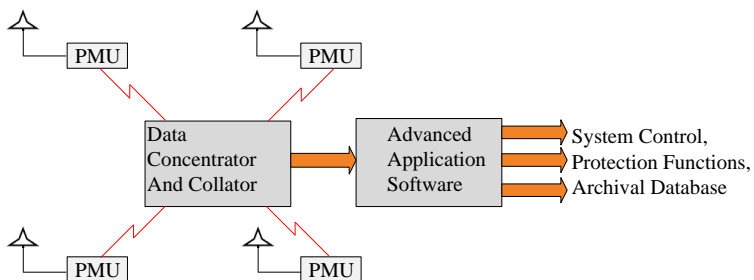 PMU
PMU
Data
Concentrator
And Collator
Advanced
Application
Software
System Control,
Protection Functions,
Archival Database
PMU
PMU